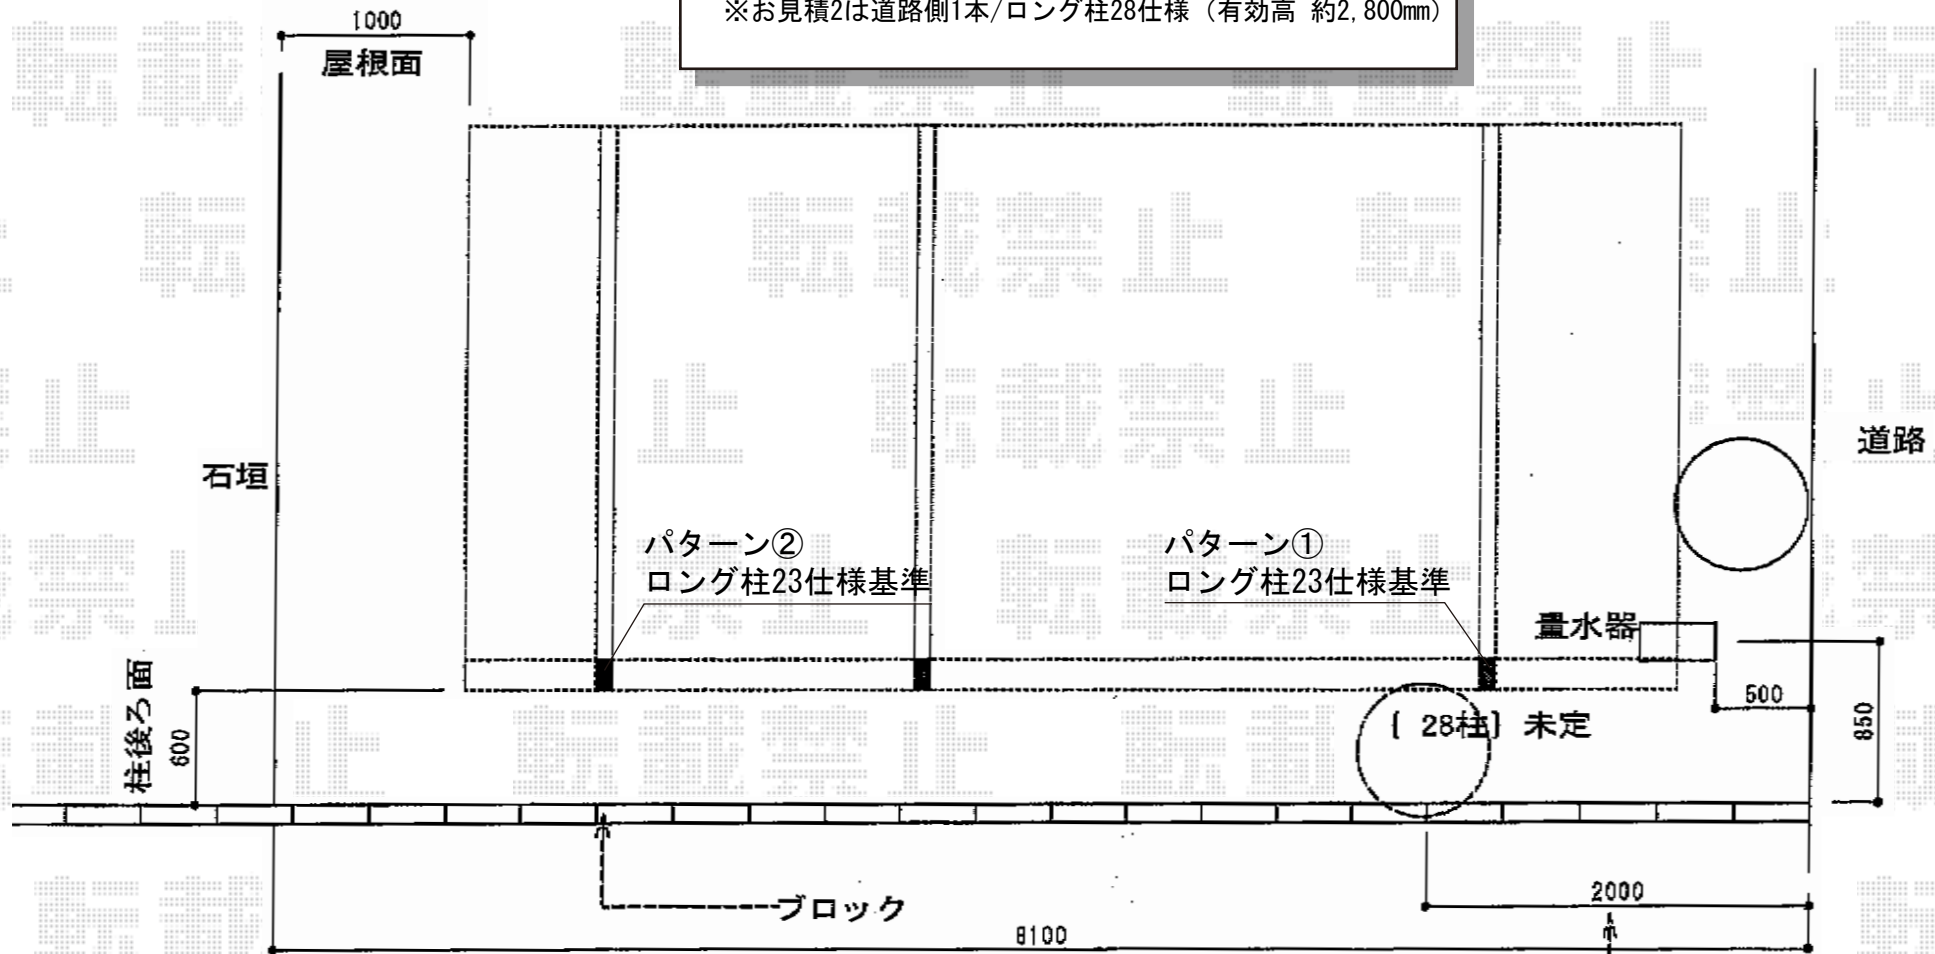 ※お見積2は道路側1本/ロング柱28仕様（有効高 約2,800mm）
1000
屋根面
転載禁止
石垣
道路
パターン②
ロング柱23仕様基準
パターン①
ロング柱23仕様基準
量水器
柱後ろ面
600
500
850
[ 28柱] 未定
ブロック
2000
8100